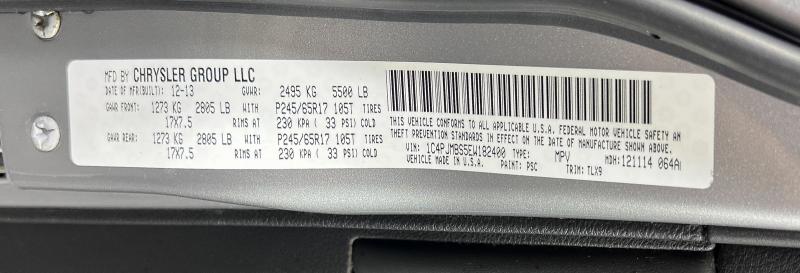 MFD BY CHRYSLER GROUP LLC
DATE OF MFR(BUILT): 12-13 GVWR: 2495 KG 5500 LB
GAWR FRONT: 1273 KG 2805 LB WITH P245/65R17 105T TIRES
17X7.5 RIMS AT 230 KPA ( 33 PSI) COLD
GAWR REAR: 1273 KG 2805 LB WITH P245/65R17 105T TIRES
17X7.5 RIMS AT 230 KPA ( 33 PSI) COLD
THIS VEHICLE CONFORMS TO ALL APPLICABLE U.S.A. FEDERAL MOTOR VEHICLE SAFETY AN
THEFT PREVENTION STANDARDS IN EFFECT ON THE DATE OF MANUFACTURE SHOWN ABOVE.
VIN: 1C4PJMBS5EW182400 TYPE: MPV MDH: 121114 064AI
VEHICLE MADE IN U.S.A. PAINT: PSC TRIM: TLX9